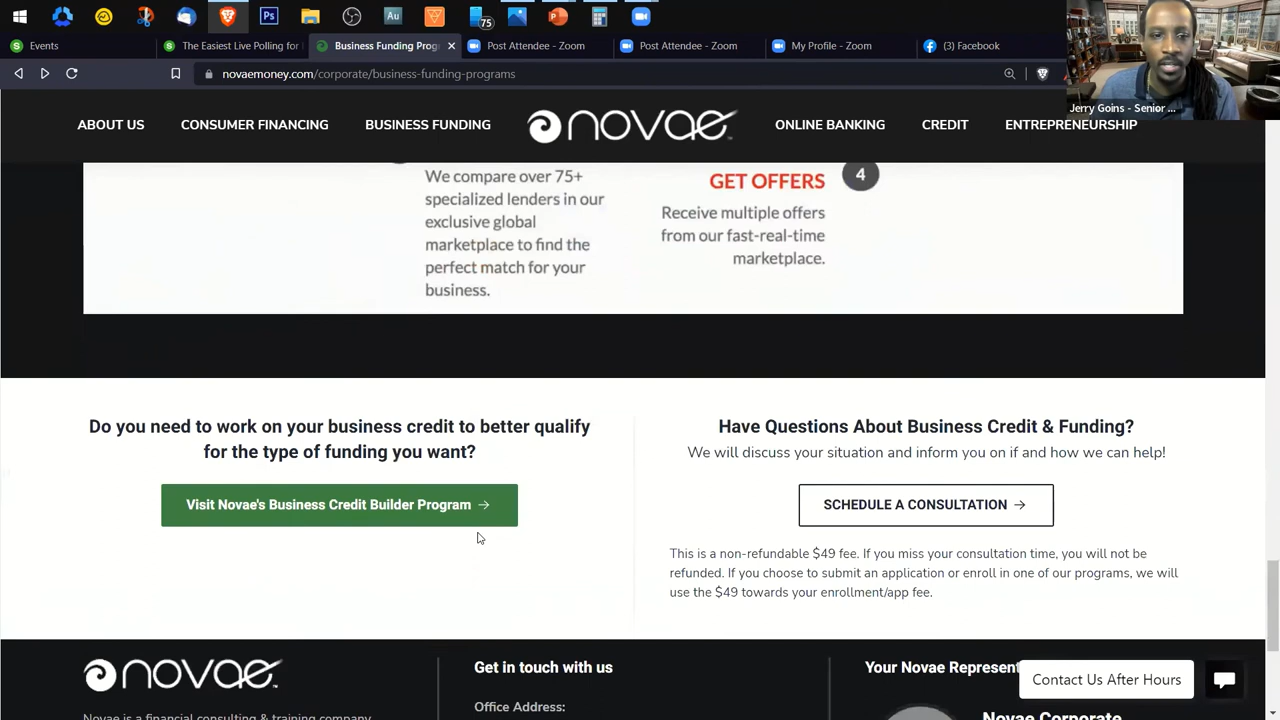 Ps
Au
75
Events
The Easiest Live Polling for
Business Funding Prog
Post Attendee - Zoom
Post Attendee - Zoom
My Profile - Zoom
(3) Facebook
novaemoney.com/corporate/business-funding-programs
Jerry Goins - Senior ...
ABOUT US
CONSUMER FINANCING
BUSINESS FUNDING
novae
ONLINE BANKING
CREDIT
ENTREPRENEURSHIP
We compare over 75+
specialized lenders in our
exclusive global
marketplace to find the
perfect match for your
business.
GET OFFERS
4
Receive multiple offers
from our fast-real-time
marketplace.
Do you need to work on your business credit to better qualify
for the type of funding you want?
Visit Novae's Business Credit Builder Program →
Have Questions About Business Credit & Funding?
We will discuss your situation and inform you on if and how we can help!
SCHEDULE A CONSULTATION →
This is a non-refundable $49 fee. If you miss your consultation time, you will not be
refunded. If you choose to submit an application or enroll in one of our programs, we will
use the $49 towards your enrollment/app fee.
novae
Novae is a financial consulting & training company
Get in touch with us
Office Address:
Your Novae Represent
Novae Corporate
Contact Us After Hours